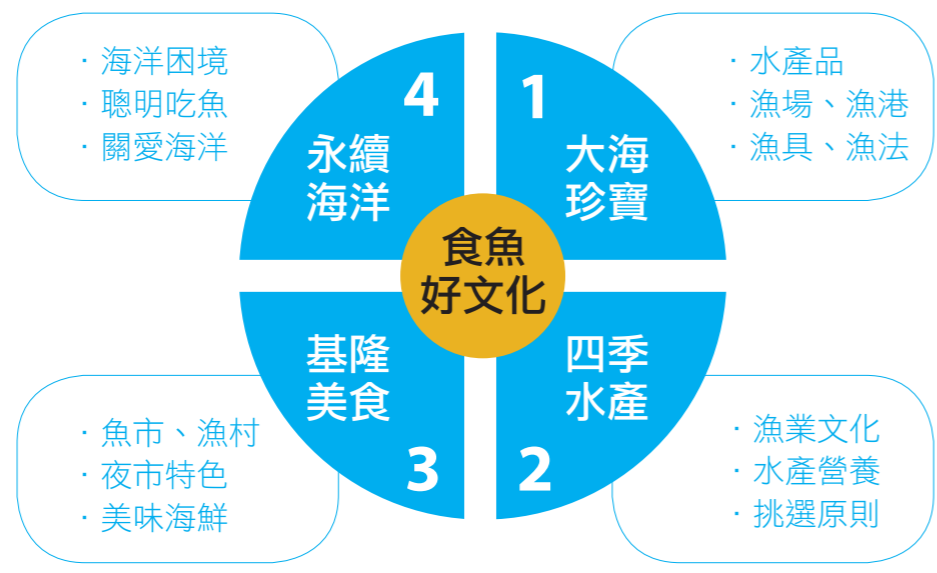 食魚
好文化
1
大海
珍寶
· 水產品
· 漁場、漁港
· 漁具、漁法
2
四季
水產
· 漁業文化
· 水產營養
· 挑選原則
3
基隆
美食
· 魚市、漁村
· 夜市特色
· 美味海鮮
4
永續
海洋
· 海洋困境
· 聰明吃魚
· 關愛海洋